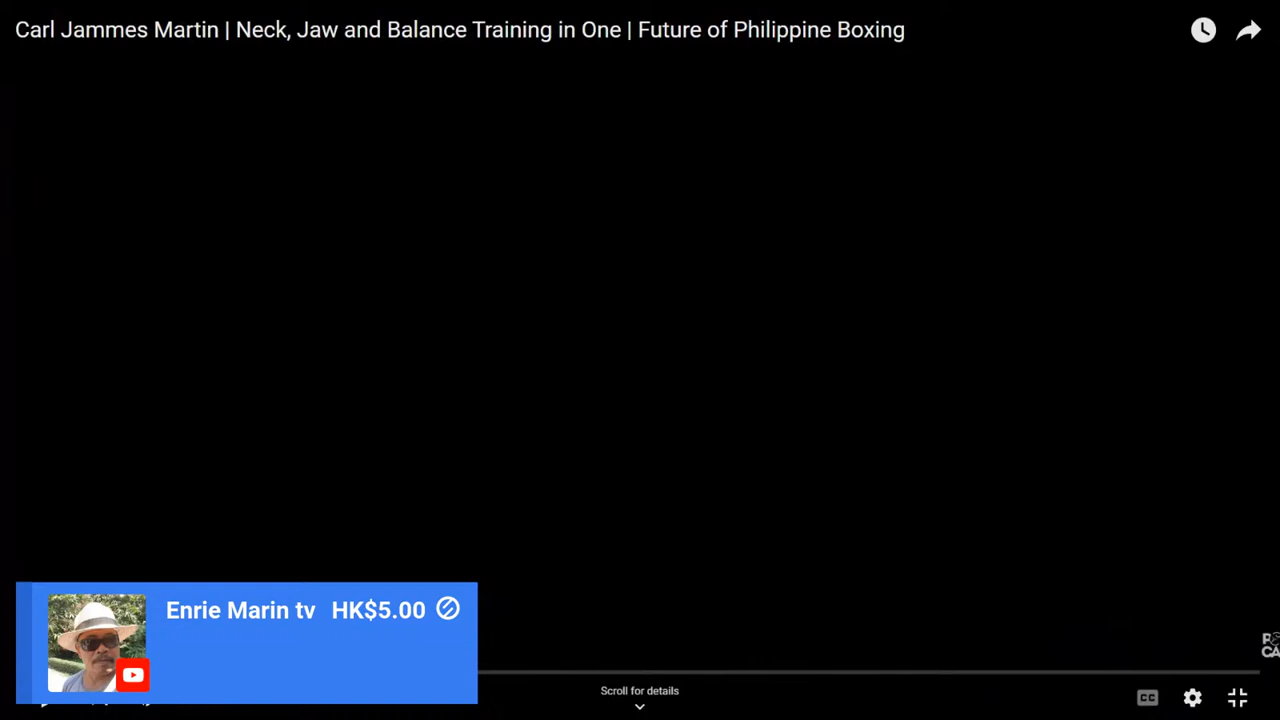 Carl Jammes Martin | Neck, Jaw and Balance Training in One | Future of Philippine Boxing
Enrie Marin tv HK$5.00
Scroll for details
CC